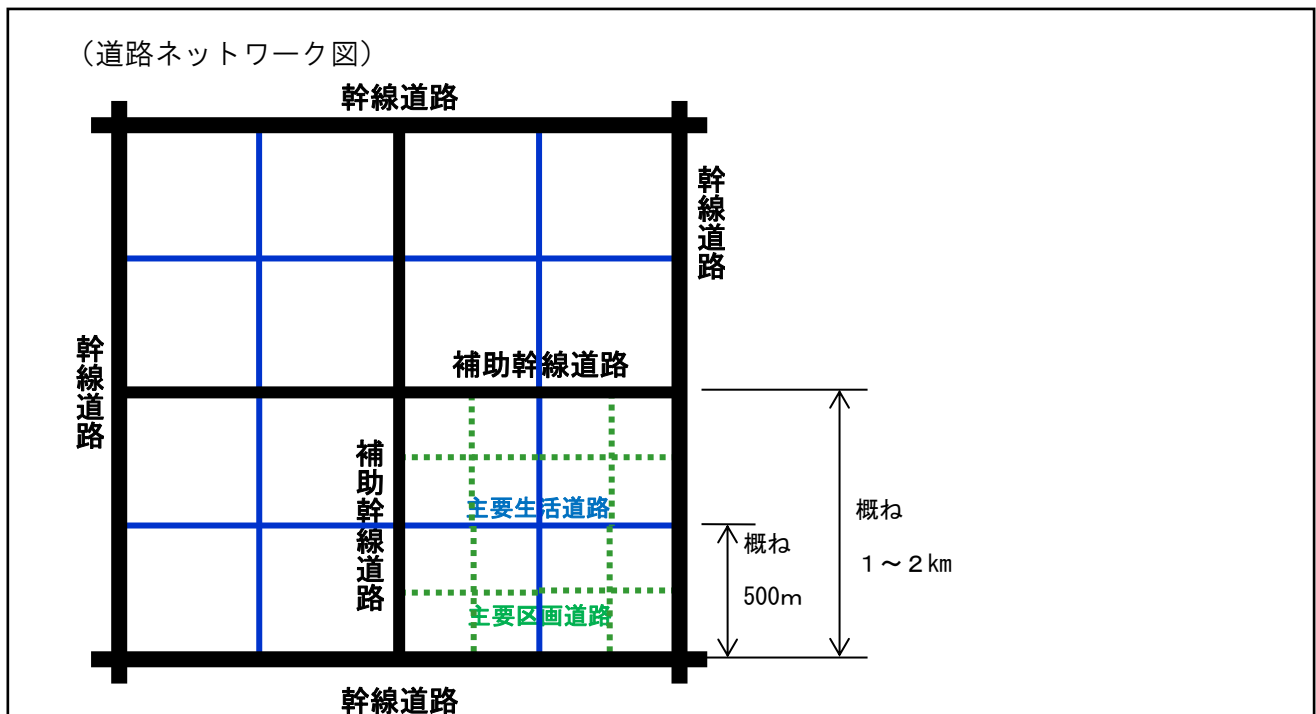 （道路ネットワーク図）
幹線道路
幹線道路
幹線道路
補助幹線道路
補助幹線道路
主要生活道路
概ね
１～２km
概ね
500ｍ
主要区画道路
幹線道路